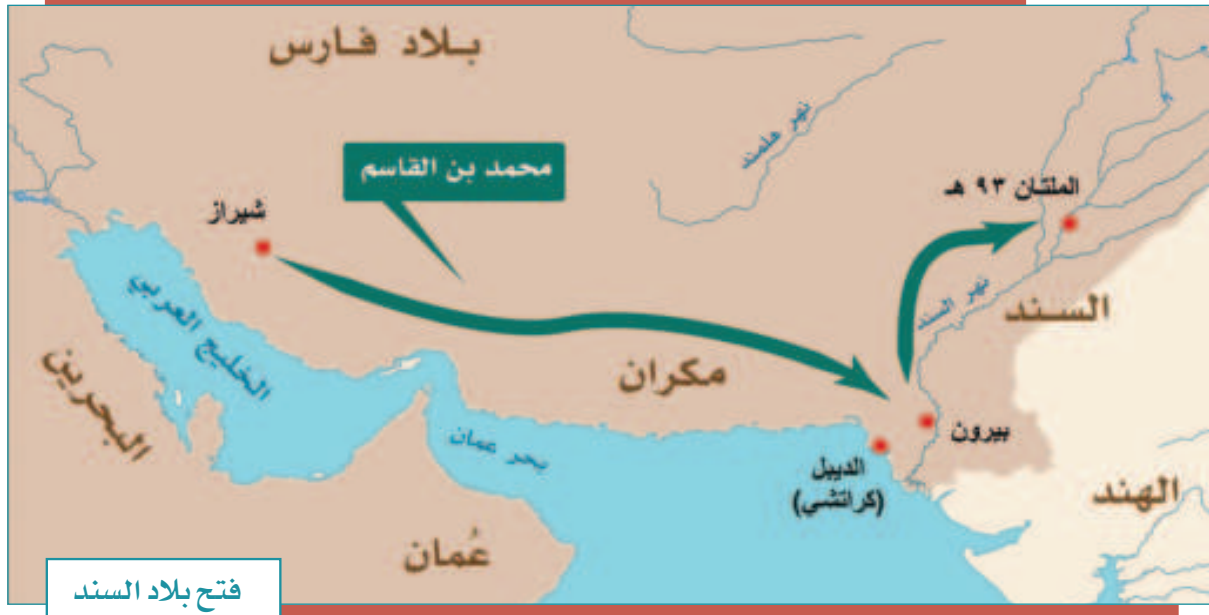 بلاد فارس
محمد بن القاسم
شيراز
نهر هلمند
الملتان ٩٣ هـ
نهر السند
السند
الخليج العربي
البحرين
مكران
بحر عمان
بيرون
الديبل
(كراتشي)
الهند
عُمان
فتح بلاد السند